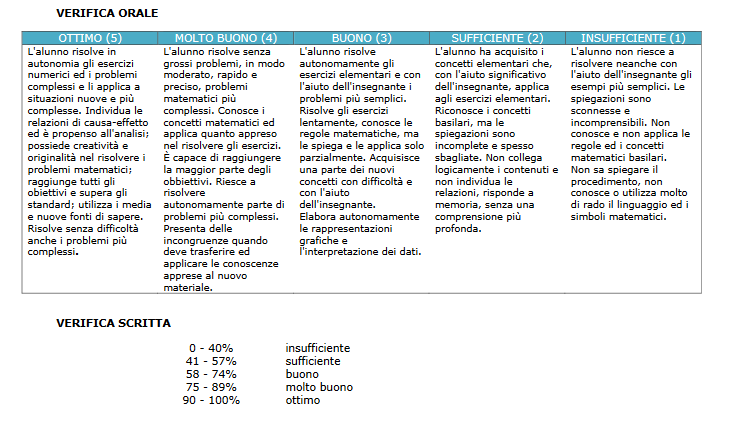 VERIFICA ORALE
OTTIMO (5)
L'alunno risolve in
autonomia gli esercizi
numerici ed i problemi
complessi e li applica a
situazioni nuove e più
complesse. Individua le
relazioni di causa-effetto
ed è propenso all'analisi;
possiede creatività e
originalità nel risolvere i
problemi matematici;
raggiunge tutti gli
obiettivi e supera gli
standard; utilizza i media
e nuove fonti di sapere.
Risolve senza difficoltà
anche i problemi più
complessi.
MOLTO BUONO (4)
L'alunno risolve senza
grossi problemi, in modo
moderato, rapido e
preciso, problemi
matematici più
complessi. Conosce i
concetti matematici ed
applica quanto appreso
nel risolvere gli esercizi.
È capace di raggiungere
la maggior parte degli
obbiettivi. Riesce a
risolvere
autonomamente parte di
problemi più complessi.
Presenta delle
incongruenze quando
deve trasferire ed
applicare le conoscenze
apprese al nuovo
materiale.
BUONO (3)
L'alunno risolve
autonomamente gli
esercizi elementari e con
l'aiuto dell'insegnante i
problemi più semplici.
Risolve gli esercizi
lentamente, conosce le
regole matematiche, ma
le spiega e le applica solo
parzialmente. Acquisisce
una parte dei nuovi
concetti con difficoltà e
con l'aiuto
dell'insegnante.
Elabora autonomamente
le rappresentazioni
grafiche e
l'interpretazione dei dati.
SUFFICIENTE (2)
L'alunno ha acquisito i
concetti elementari che,
con l'aiuto significativo
dell'insegnante, applica
agli esercizi elementari.
Riconosce i concetti
basilari, ma le
spiegazioni sono
incomplete e spesso
sbagliate. Non collega
logicamente i contenuti e
non individua le
relazioni, risponde a
memoria, senza una
comprensione più
profonda.
INSUFFICIENTE (1)
L'alunno non riesce a
risolvere neanche con
l'aiuto dell'insegnante gli
esempi più semplici. Le
spiegazioni sono
sconnesse e
incomprensibili. Non
conosce e non applica le
regole ed i concetti
matematici basilari.
Non sa spiegare il
procedimento, non
conosce o utilizza molto
di rado il linguaggio ed i
simboli matematici.
VERIFICA SCRITTA
0 - 40% insufficiente
41 - 57% sufficiente
58 - 74% buono
75 - 89% molto buono
90 - 100% ottimo